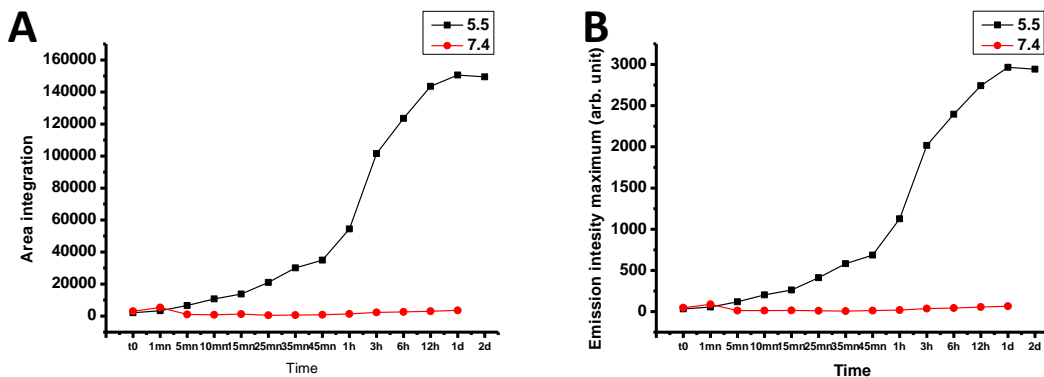 A
5.5
7.4
160000
140000
120000
100000
80000
60000
40000
20000
0
Area integration
t0 1mn 5mn 10mn 15mn 25mn 35mn 45mn 1h 3h 6h 12h 1d 2d
Time
B
5.5
7.4
3000
2500
2000
1500
1000
500
0
Emission intesity maximum (arb. unit)
t0 1mn 5mn 10mn 15mn 25mn 35mn 45mn 1h 3h 6h 12h 1d 2d
Time